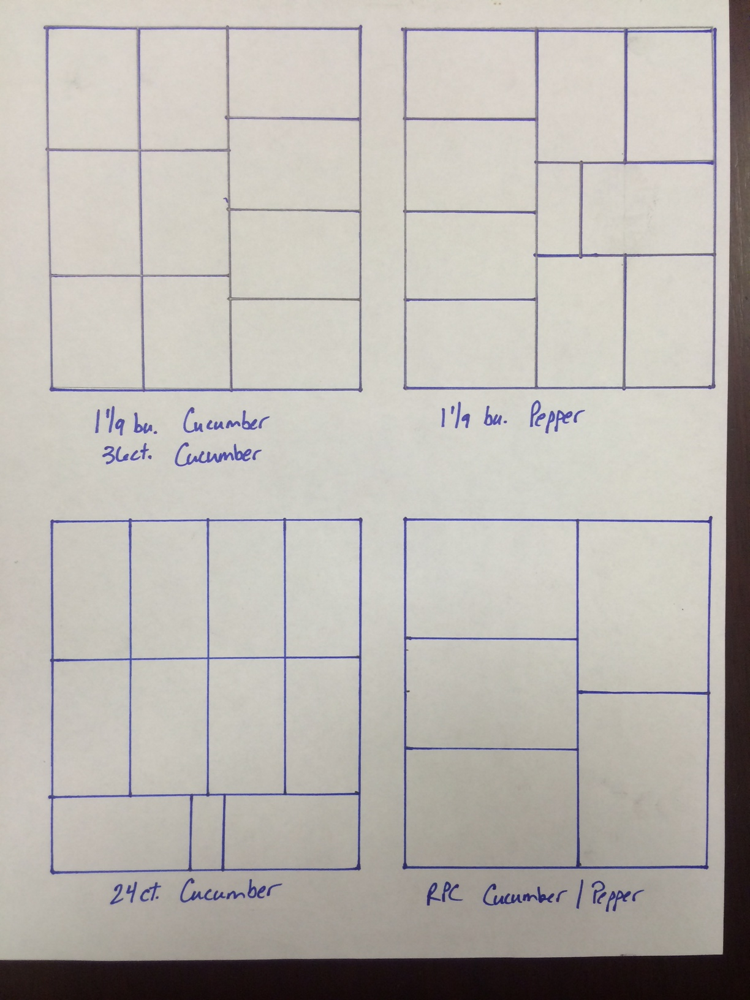 1 1/9 bu. Cucumber
36ct. Cucumber
1 1/9 bu. Pepper
24ct. Cucumber
RPC Cucumber / Pepper